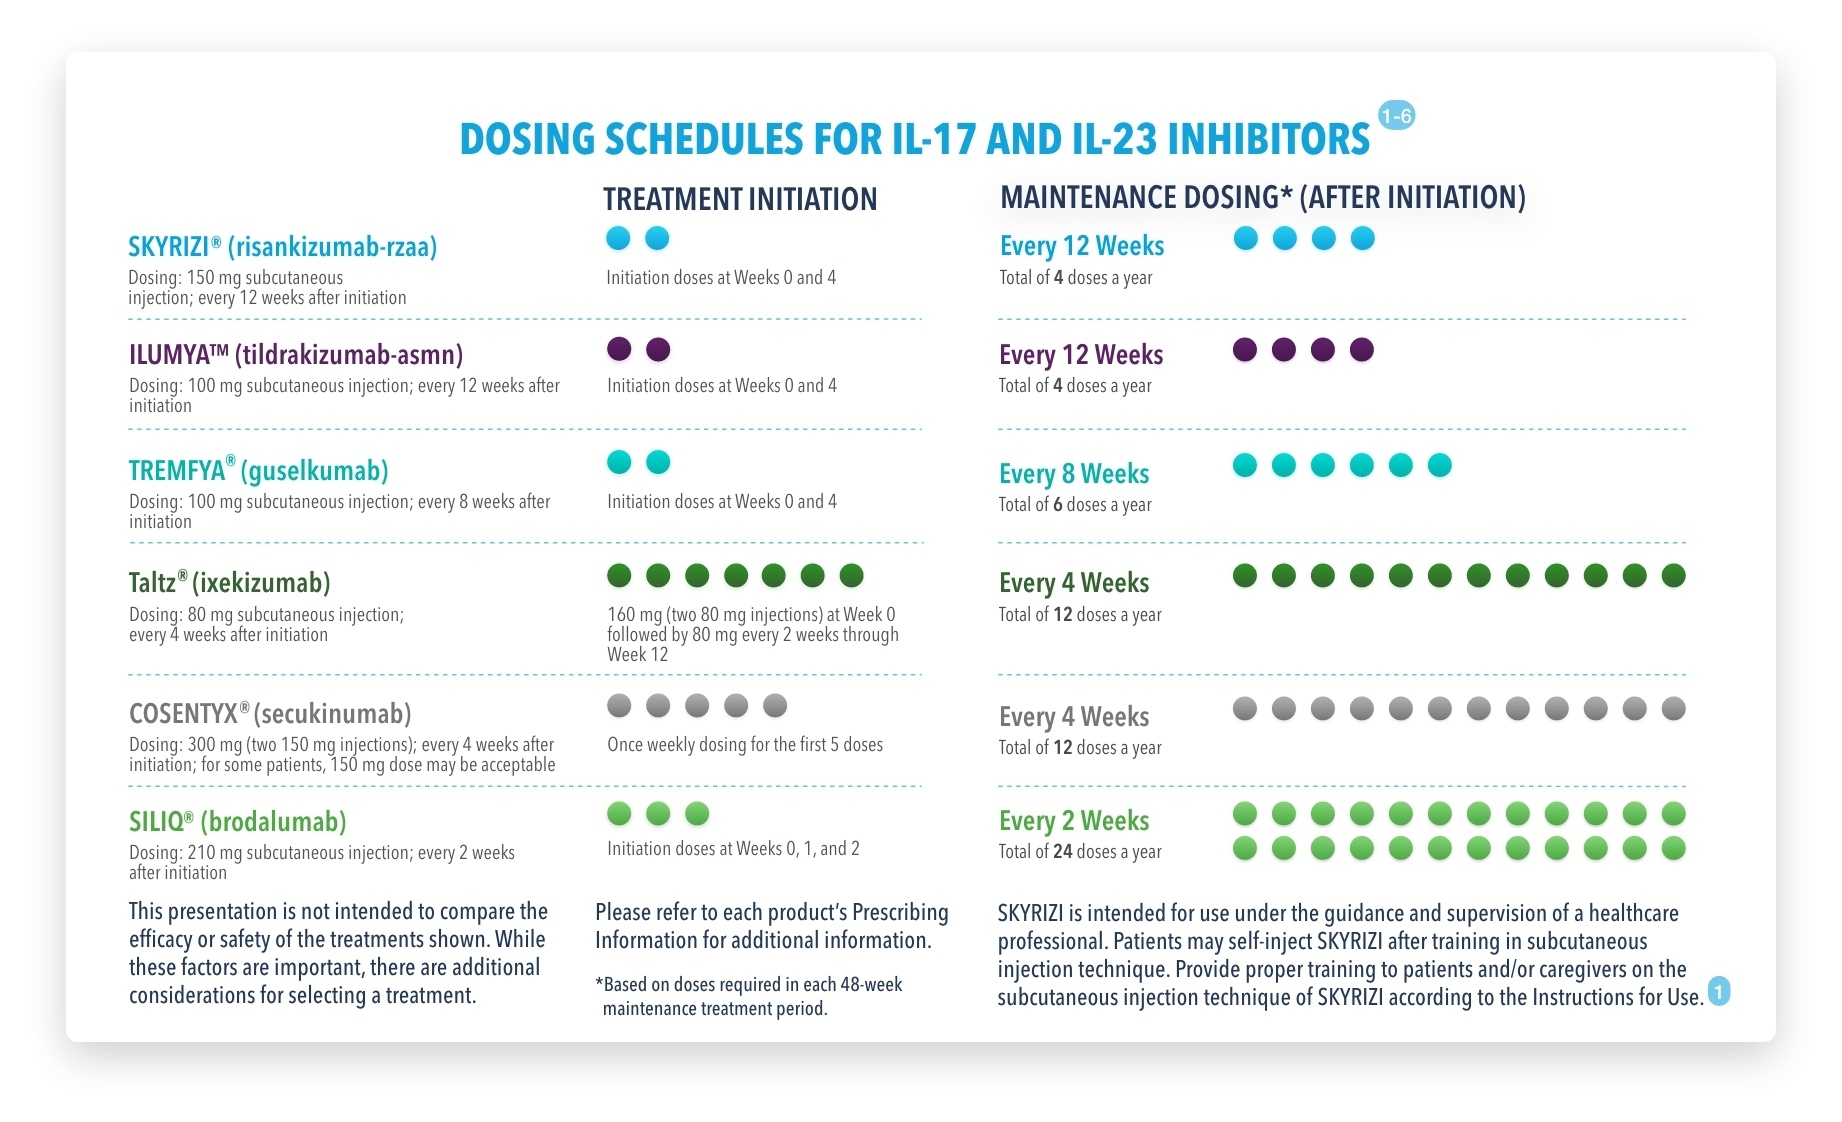 DOSING SCHEDULES FOR IL-17 AND IL-23 INHIBITORS 1-6
TREATMENT INITIATION
MAINTENANCE DOSING* (AFTER INITIATION)
SKYRIZI® (risankizumab-rzaa)
Dosing: 150 mg subcutaneous
injection; every 12 weeks after initiation
Initiation doses at Weeks 0 and 4
Every 12 Weeks
Total of 4 doses a year
ILUMYA™ (tildrakizumab-asmn)
Dosing: 100 mg subcutaneous injection; every 12 weeks after
initiation
Initiation doses at Weeks 0 and 4
Every 12 Weeks
Total of 4 doses a year
TREMFYA® (guselkumab)
Dosing: 100 mg subcutaneous injection; every 8 weeks after
initiation
Initiation doses at Weeks 0 and 4
Every 8 Weeks
Total of 6 doses a year
Taltz® (ixekizumab)
Dosing: 80 mg subcutaneous injection;
every 4 weeks after initiation
160 mg (two 80 mg injections) at Week 0
followed by 80 mg every 2 weeks through
Week 12
Every 4 Weeks
Total of 12 doses a year
COSENTYX® (secukinumab)
Dosing: 300 mg (two 150 mg injections); every 4 weeks after
initiation; for some patients, 150 mg dose may be acceptable
Once weekly dosing for the first 5 doses
Every 4 Weeks
Total of 12 doses a year
SILIQ® (brodalumab)
Dosing: 210 mg subcutaneous injection; every 2 weeks
after initiation
Initiation doses at Weeks 0, 1, and 2
Every 2 Weeks
Total of 24 doses a year
This presentation is not intended to compare the
efficacy or safety of the treatments shown. While
these factors are important, there are additional
considerations for selecting a treatment.
Please refer to each product's Prescribing
Information for additional information.
*Based on doses required in each 48-week
maintenance treatment period.
SKYRIZI is intended for use under the guidance and supervision of a healthcare
professional. Patients may self-inject SKYRIZI after training in subcutaneous
injection technique. Provide proper training to patients and/or caregivers on the
subcutaneous injection technique of SKYRIZI according to the Instructions for Use. 1